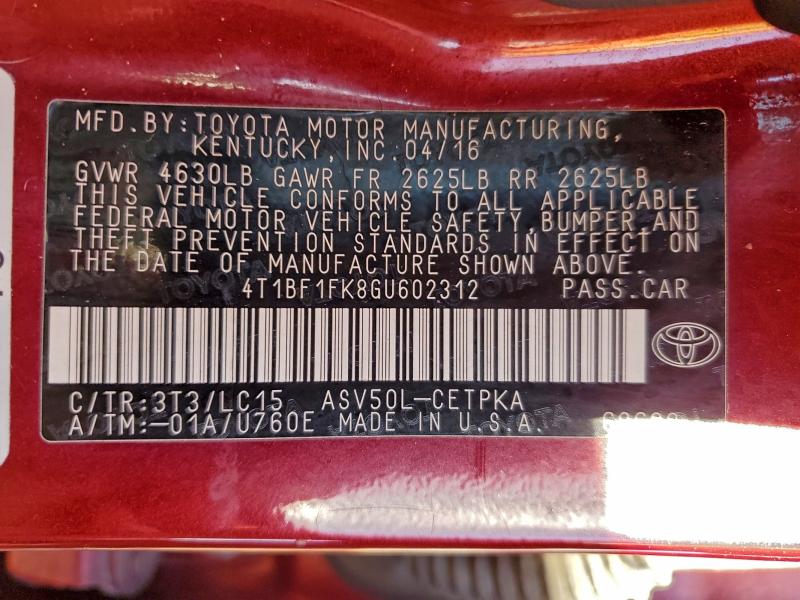 MFD.BY:TOYOTA MOTOR MANUFACTURING,
KENTUCKY, INC 04/16
GVWR 4630LB GAWR FR 2625LB RR 2625LB
THIS VEHICLE CONFORMS TO ALL APPLICABLE
FEDERAL MOTOR VEHICLE SAFETY,BUMPER,AND
THEFT PREVENTION STANDARDS IN EFFECT ON
THE DATE OF MANUFACTURE SHOWN ABOVE.
4T1BF1FK8GU602312 PASS.CAR
C/TR:3T3/LC15 ASV50L-CETPKA
A/TM:-01A/U760E MADE IN U.S.A.